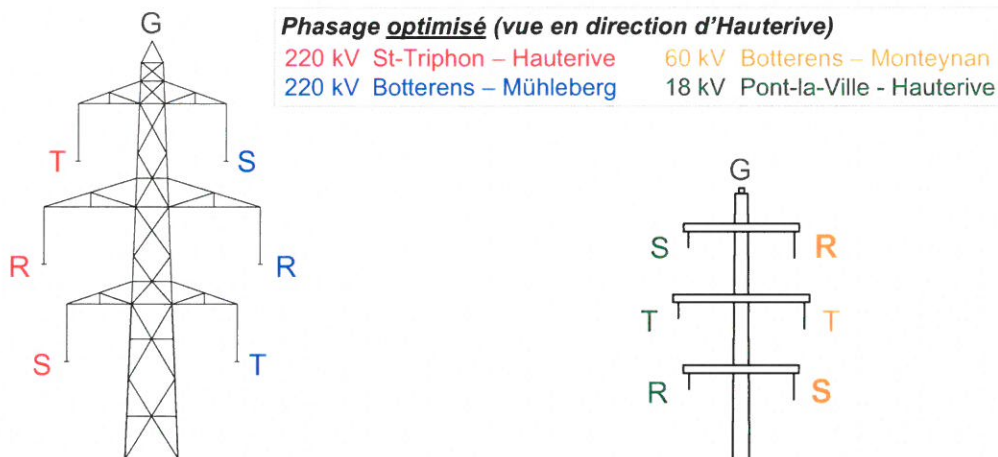 G
Phasage optimisé (vue en direction d'Hauterive)
220 kV St-Triphon – Hauterive 60 kV Botterens – Monteynan
220 kV Botterens – Mühleberg 18 kV Pont-la-Ville - Hauterive
T S
R R
S T
G
S R
T T
R S